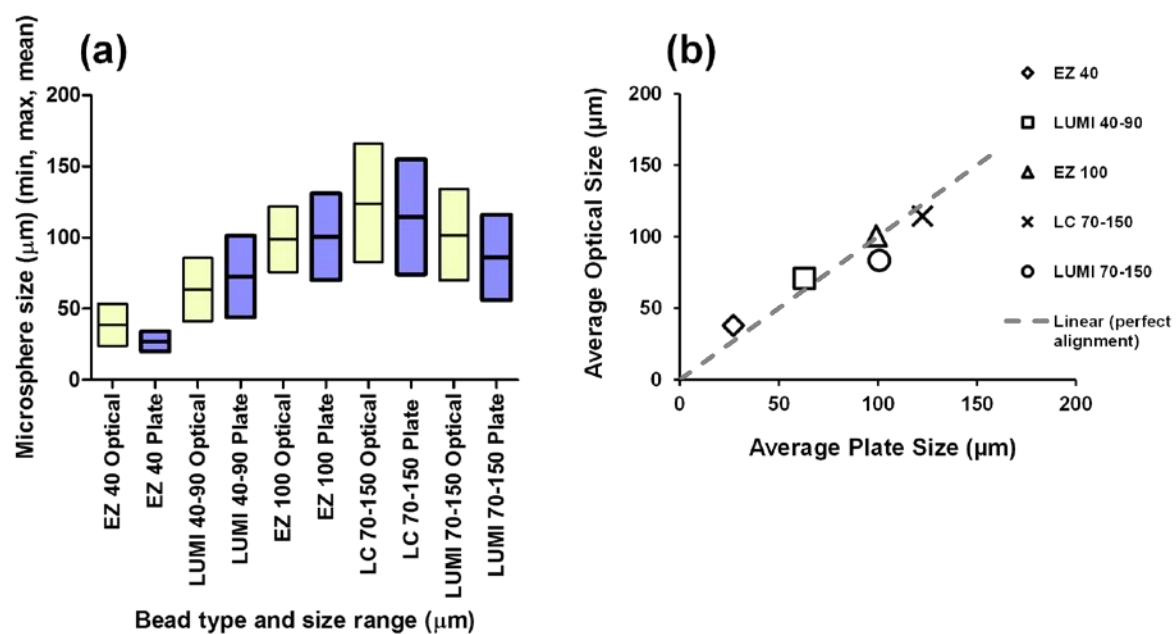 (a)
Microsphere size (μm) (min, max, mean)
200
150
100
50
0
EZ 40 Optical
EZ 40 Plate
LUMI 40-90 Optical
LUMI 40-90 Plate
EZ 100 Optical
EZ 100 Plate
LC 70-150 Optical
LC 70-150 Plate
LUMI 70-150 Optical
LUMI 70-150 Plate
Bead type and size range (μm)
(b)
Average Optical Size (μm)
200
150
100
50
0
0
50
100
150
200
Average Plate Size (μm)
EZ 40
LUMI 40-90
EZ 100
LC 70-150
LUMI 70-150
Linear (perfect
alignment)